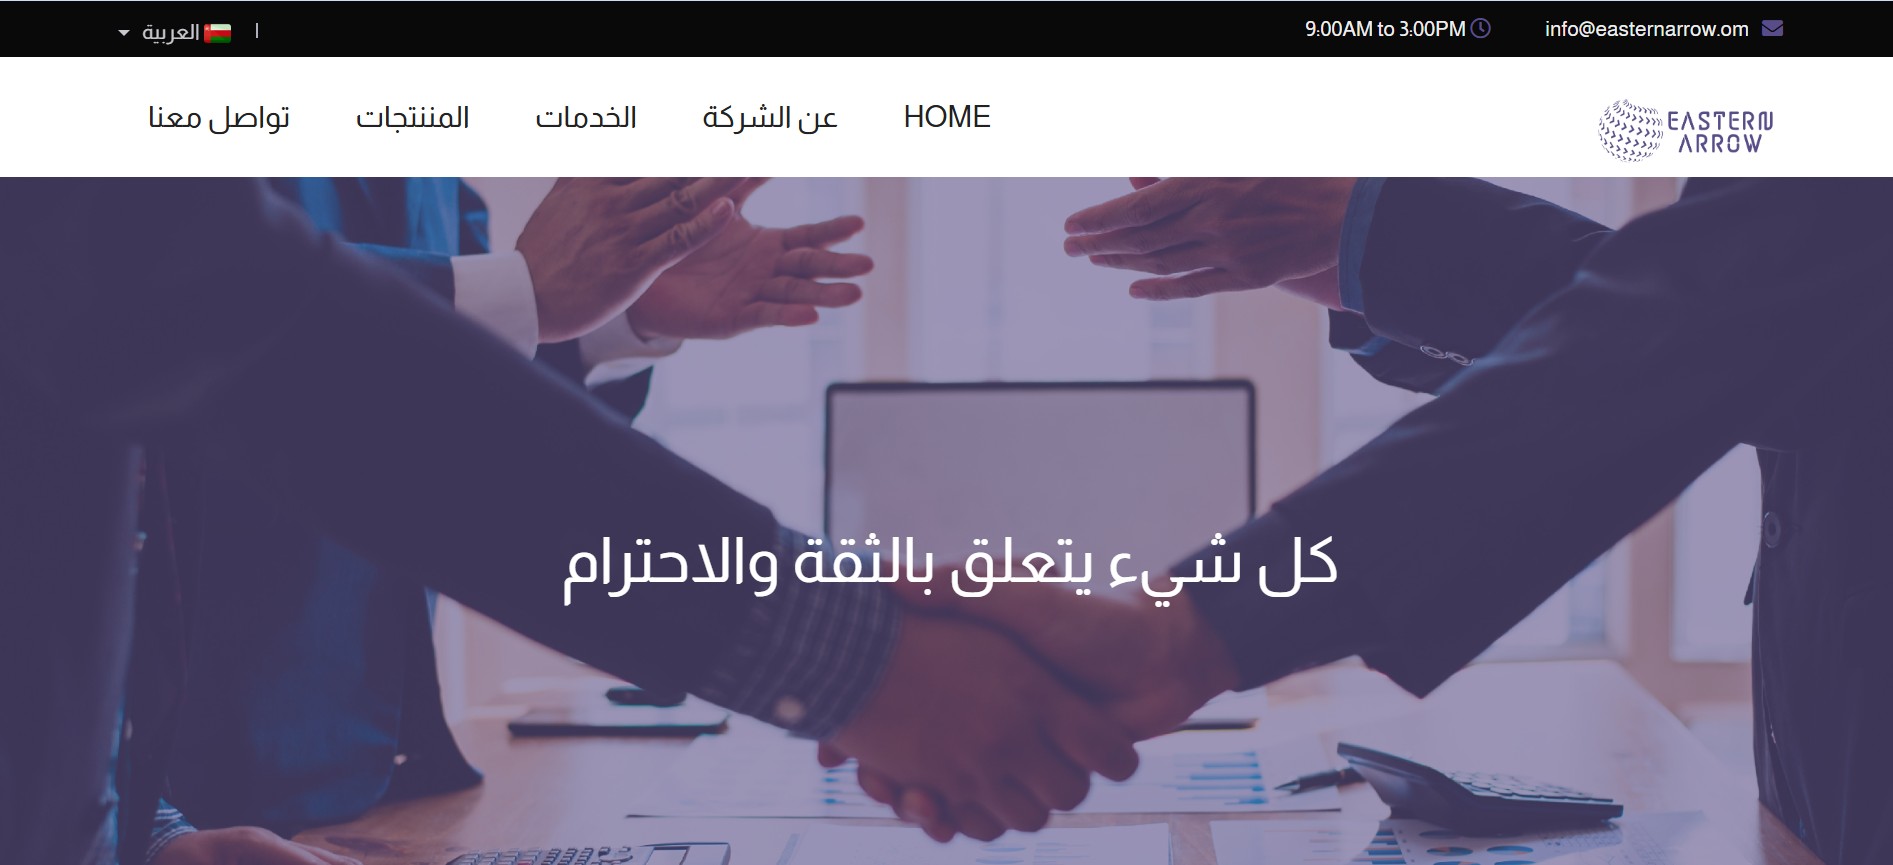 info@easternarrow.om
9:00AM to 3:00PM
العربية
EASTERN
ARROW
HOME
عن الشركة
الخدمات
المننتجات
تواصل معنا
كل شيء يتعلق بالثقة والاحترام